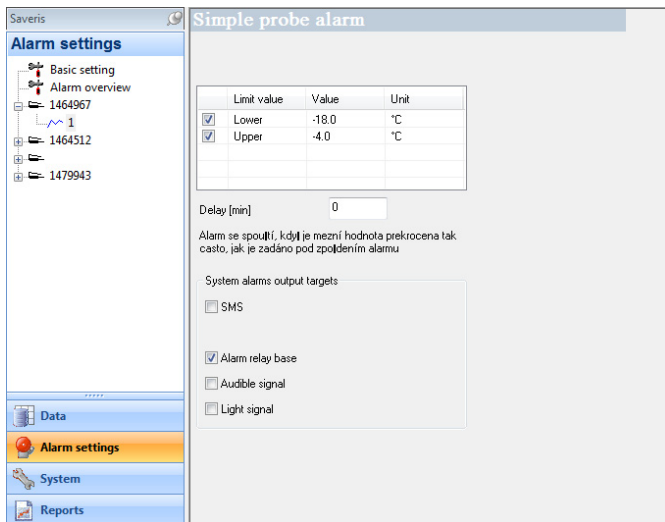 Saveris
Alarm settings
Basic setting
Alarm overview
1464967
1
1464512
1479943
Data
Alarm settings
System
Reports
Simple probe alarm
Limit value Value Unit
Lower -18.0 °C
Upper -4.0 °C
Delay [min] 0
Alarm se spouItí, kdyI je mezní hodnota prekrocena tak
casto, jak je zadáno pod zpoIdením alarmu
System alarms output targets
SMS
Alarm relay base
Audible signal
Light signal